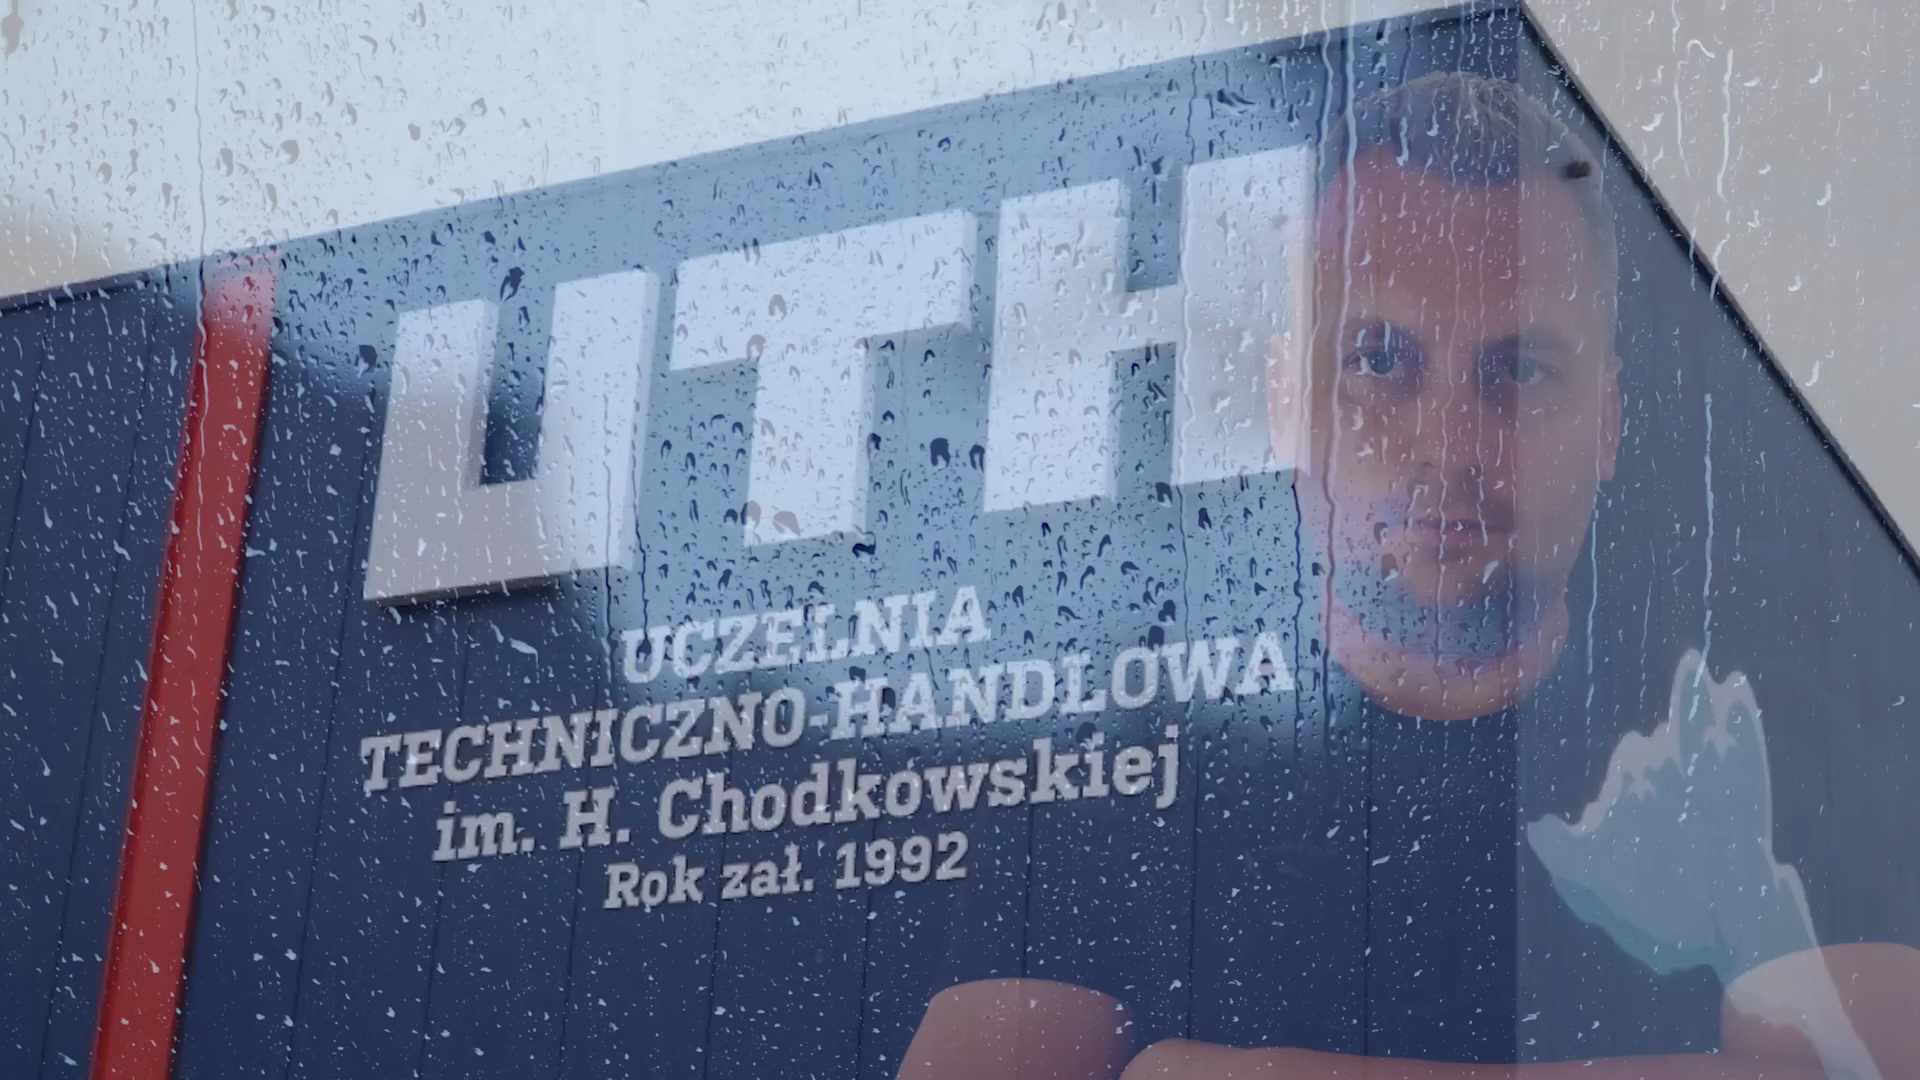 UTH
UCZELNIA
TECHNICZNO-HANDLOWA
im. H. Chodkowskiej
Rok zał. 1992